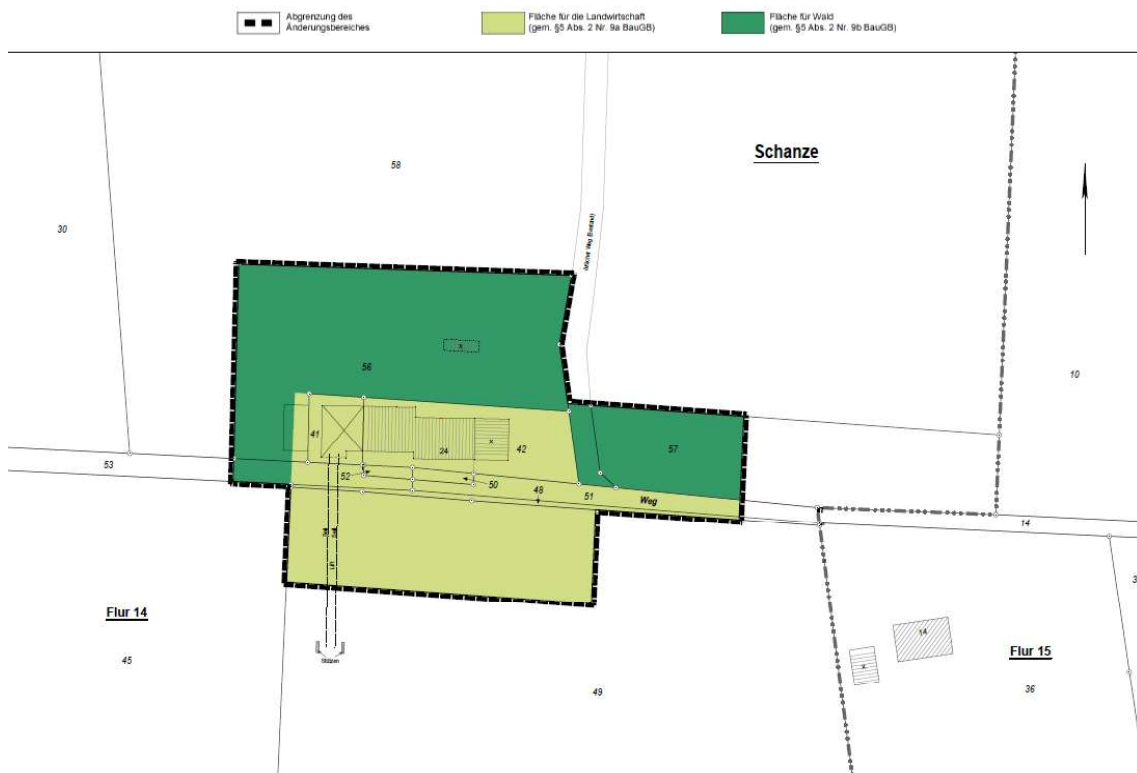 Abgrenzung des
Änderungsbereiches
Fläche für die Landwirtschaft
(gem. §5 Abs. 2 Nr. 9a BauGB)
Fläche für Wald
(gem. §5 Abs. 2 Nr. 9b BauGB)
Schanze
58
30
10
56
57
41
42
24
x
x
52
50
51
48
53
Weg
14
Flur 14
Stützen
45
49
14
x
Flur 15
36
3